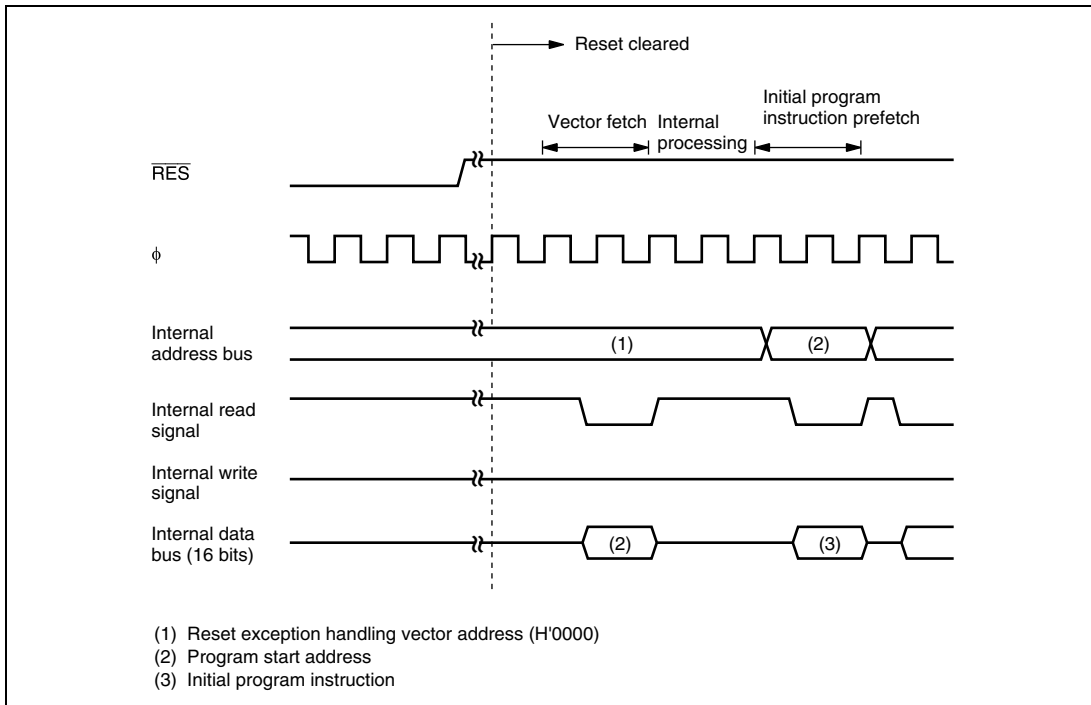 Reset cleared
Initial program
Vector fetch Internal instruction prefetch
processing
RES
ϕ
Internal
address bus (1) (2)
Internal read
signal
Internal write
signal
Internal data
bus (16 bits) (2) (3)
(1) Reset exception handling vector address (H'0000)
(2) Program start address
(3) Initial program instruction